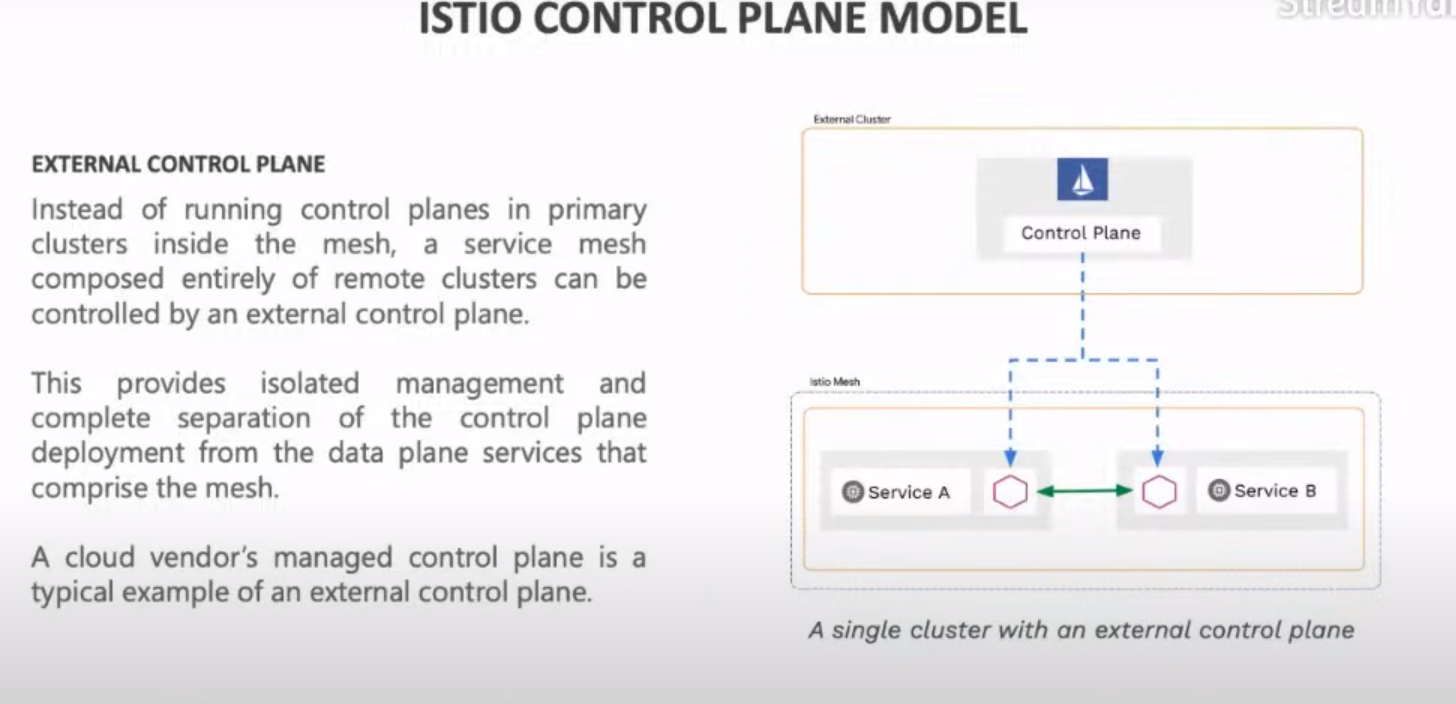 ISTIO CONTROL PLANE MODEL
EXTERNAL CONTROL PLANE
Instead of running control planes in primary
clusters inside the mesh, a service mesh
composed entirely of remote clusters can be
controlled by an external control plane.
This provides isolated management and
complete separation of the control plane
deployment from the data plane services that
comprise the mesh.
A cloud vendor's managed control plane is a
typical example of an external control plane.
External Cluster
Control Plane
Istio Mesh
Service A
Service B
A single cluster with an external control plane